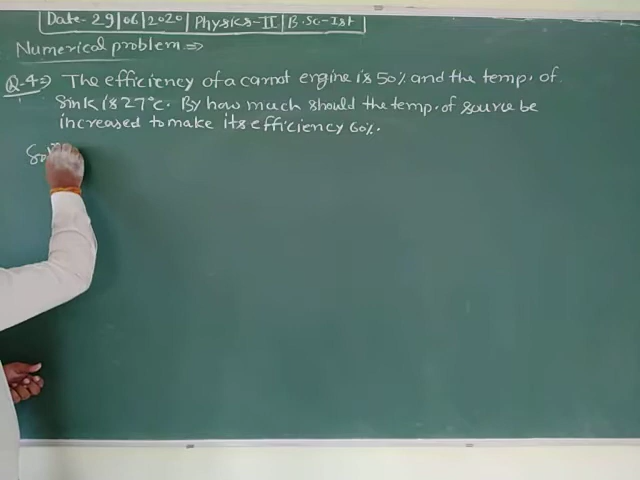 Date- 29|06|2020| Physics-II| B.Sc-Ist
Numerical problem ⇒
Q.4⇒ The efficiency of a carnot engine is 50% and the temp. of
Sink is 27°c. By how much should the temp. of source be
increased to make its efficiency 60%.